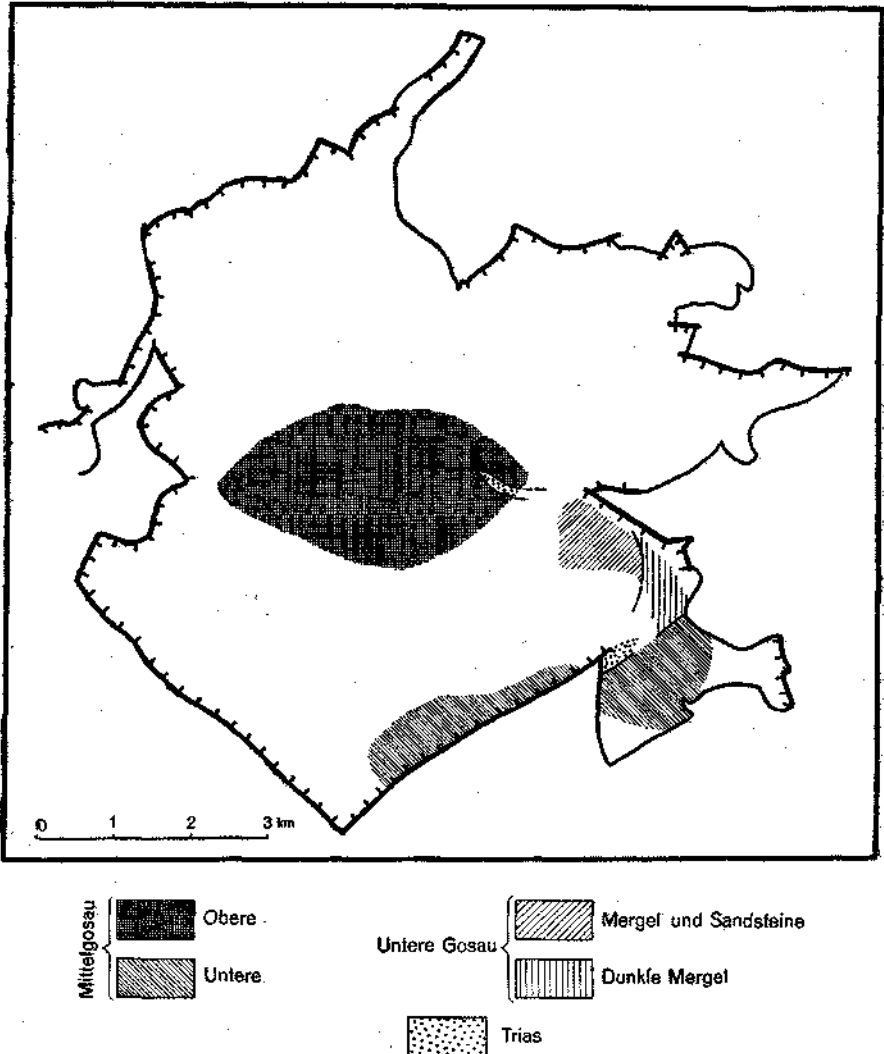 0 1 2 3 km
Mittelgosau
Obere
Untere
Untere Gosau
Mergel und Sandsteine
Dunkle Mergel
Trias